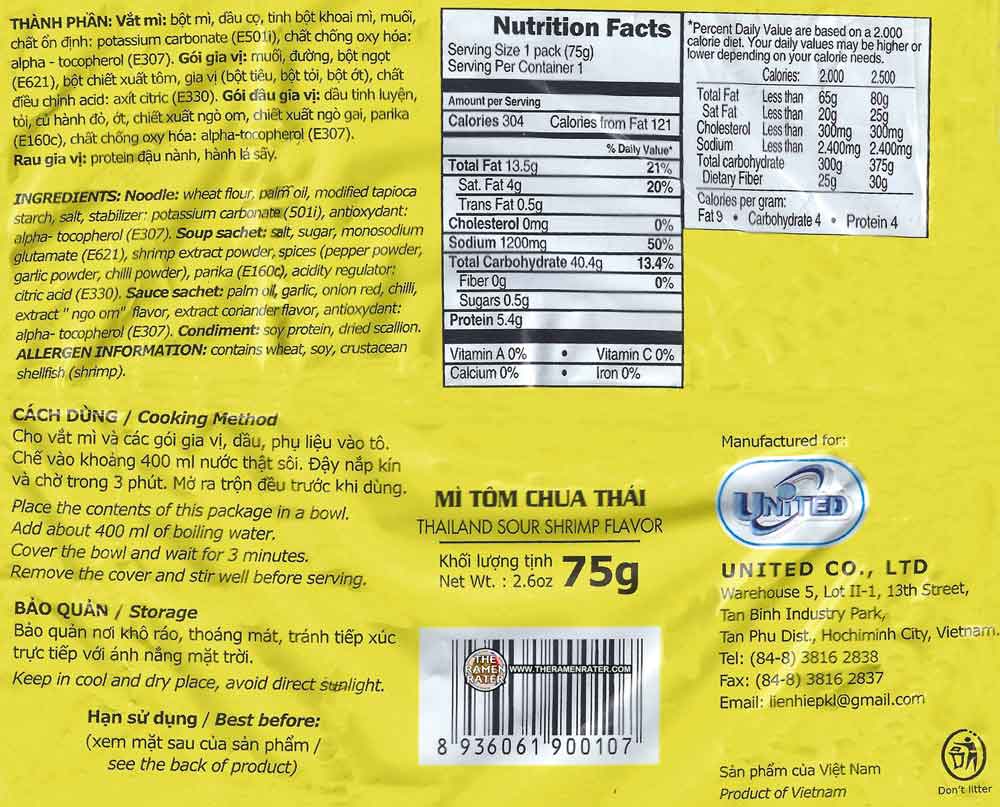 THÀNH PHẦN: Vắt mì: bột mì, dầu cọ, tinh bột khoai mì, muối,
chất ổn định: potassium carbonate (E501i), chất chống oxy hóa:
alpha - tocopherol (E307). Gói gia vị: muối, đường, bột ngọt
(E621), bột chiết xuất tôm, gia vị (bột tiêu, bột tỏi, bột ớt), chất
điều chỉnh acid: axít citric (E330). Gói dầu gia vị: dầu tinh luyện,
tỏi, củ hành đỏ, ớt, chiết xuất ngò om, chiết xuất ngò gai, parika
(E160c), chất chống oxy hóa: alpha-tocopherol (E307).
Rau gia vị: protein đậu nành, hành lá sấy.
INGREDIENTS: Noodle: wheat flour, palm oil, modified tapioca
starch, salt, stabilizer: potassium carbonate (501i), antioxydant:
alpha- tocopherol (E307). Soup sachet: salt, sugar, monosodium
glutamate (E621), shrimp extract powder, spices (pepper powder,
garlic powder, chilli powder), parika (E160c), acidity regulator:
citric acid (E330). Sauce sachet: palm oil, garlic, onion red, chilli,
extract " ngo om" flavor, extract coriander flavor, antioxydant:
alpha- tocopherol (E307). Condiment: soy protein, dried scallion.
ALLERGEN INFORMATION: contains wheat, soy, crustacean
shellfish (shrimp).
CÁCH DÙNG / Cooking Method
Cho vắt mì và các gói gia vị, dầu, phụ liệu vào tô.
Chế vào khoảng 400 ml nước thật sôi. Đậy nắp kín
và chờ trong 3 phút. Mở ra trộn đều trước khi dùng.
Place the contents of this package in a bowl.
Add about 400 ml of boiling water.
Cover the bowl and wait for 3 minutes.
Remove the cover and stir well before serving.
BẢO QUẢN / Storage
Bảo quản nơi khô ráo, thoáng mát, tránh tiếp xúc
trực tiếp với ánh nắng mặt trời.
Keep in cool and dry place, avoid direct sunlight.
Hạn sử dụng / Best before:
(xem mặt sau của sản phẩm /
see the back of product)
Nutrition Facts
Serving Size 1 pack (75g)
Serving Per Container 1
Amount per Serving
Calories 304 Calories from Fat 121
% Daily Value*
Total Fat 13.5g 21%
Sat. Fat 4g 20%
Trans Fat 0.5g
Cholesterol 0mg 0%
Sodium 1200mg 50%
Total Carbohydrate 40.4g 13.4%
Fiber 0g 0%
Sugars 0.5g
Protein 5.4g
Vitamin A 0% • Vitamin C 0%
Calcium 0% • Iron 0%
*Percent Daily Value are based on a 2.000
calorie diet. Your daily values may be higher or
lower depending on your calorie needs.
Calories: 2.000 2.500
Total Fat Less than 65g 80g
Sat Fat Less than 20g 25g
Cholesterol Less than 300mg 300mg
Sodium Less than 2.400mg 2.400mg
Total carbohydrate 300g 375g
Dietary Fiber 25g 30g
Calories per gram:
Fat 9 • Carbohydrate 4 • Protein 4
MÌ TÔM CHUA THÁI
THAILAND SOUR SHRIMP FLAVOR
Khối lượng tịnh
Net Wt. : 2.6oz 75g
THE
RAMEN
RATER
WWW.THERAMENRATER.COM
8 936061 900107
Manufactured for:
UNITED
UNITED CO., LTD
Warehouse 5, Lot II-1, 13th Street,
Tan Binh Industry Park,
Tan Phu Dist., Hochiminh City, Vietnam.
Tel: (84-8) 3816 2838
Fax: (84-8) 3816 2837
Email: lienhiepkl@gmail.com
Sản phẩm của Việt Nam
Product of Vietnam
Don't litter